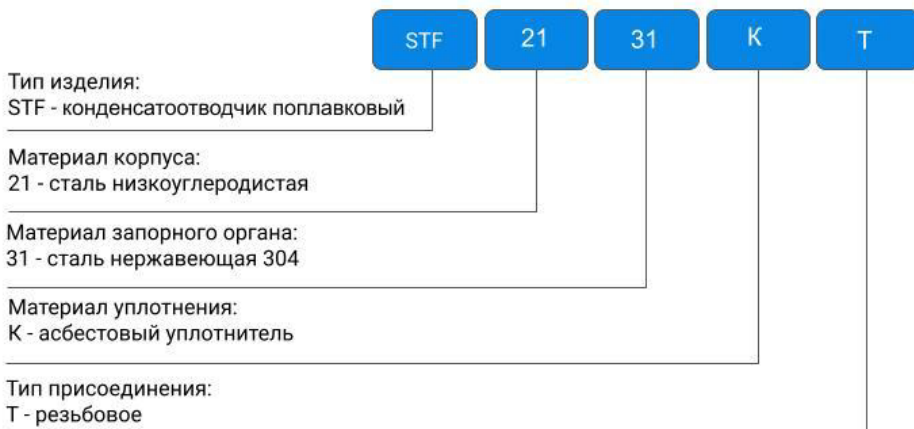 STF 21 31 К Т
Тип изделия:
STF - конденсатоотводчик поплавковый
Материал корпуса:
21 - сталь низкоуглеродистая
Материал запорного органа:
31 - сталь нержавеющая 304
Материал уплотнения:
К - асбестовый уплотнитель
Тип присоединения:
Т - резьбовое